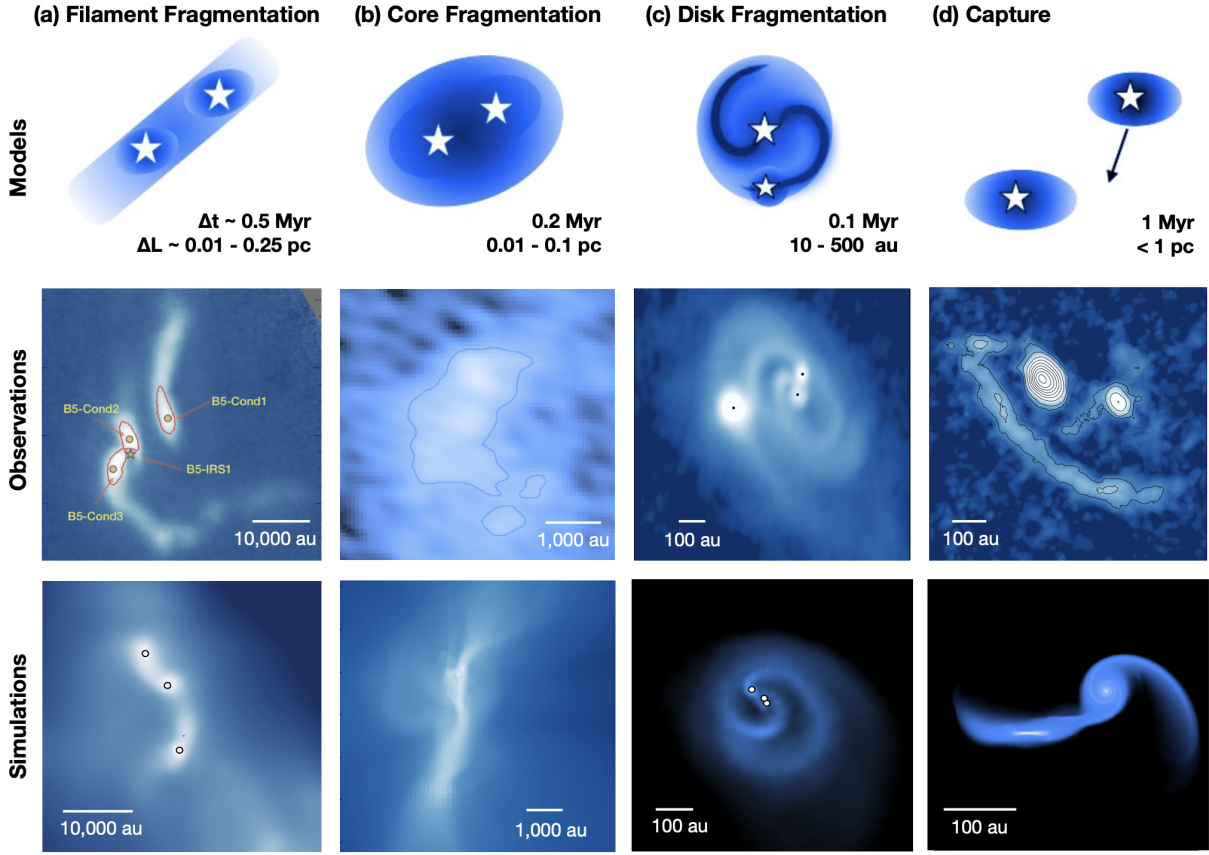 (a) Filament Fragmentation
(b) Core Fragmentation
(c) Disk Fragmentation
(d) Capture
Models
Δt ~ 0.5 Myr
ΔL ~ 0.01 - 0.25 pc
0.2 Myr
0.01 - 0.1 pc
0.1 Myr
10 - 500 au
1 Myr
< 1 pc
Observations
B5-Cond2
B5-Cond1
B5-IRS1
B5-Cond3
10,000 au
1,000 au
100 au
100 au
Simulations
10,000 au
1,000 au
100 au
100 au